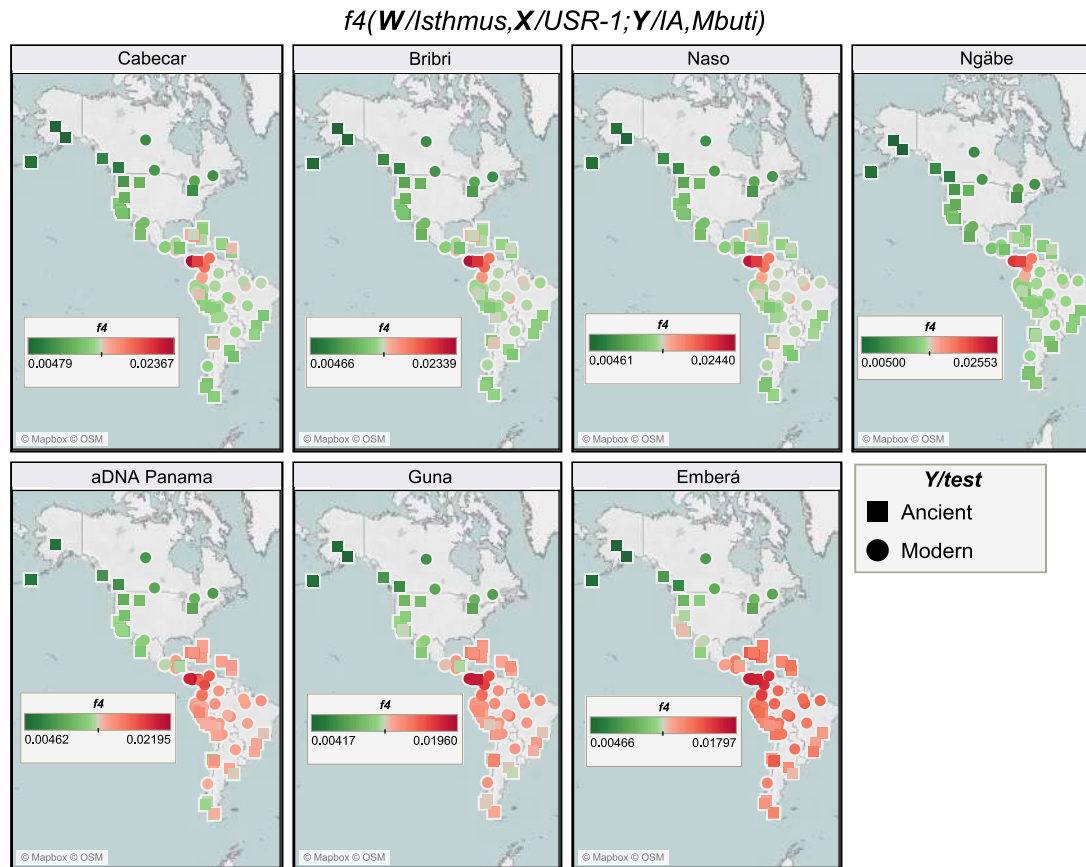 f4(W/Isthmus,X/USR-1;Y/IA,Mbuti)
Cabecar
Bribri
Naso
Ngäbe
f4
0.00479 0.02367
© Mapbox © OSM
f4
0.00466 0.02339
© Mapbox © OSM
f4
0.00461 0.02440
© Mapbox © OSM
f4
0.00500 0.02553
© Mapbox © OSM
aDNA Panama
Guna
Emberá
f4
0.00462 0.02195
© Mapbox © OSM
f4
0.00417 0.01960
© Mapbox © OSM
f4
0.00466 0.01797
© Mapbox © OSM
Y/test
Ancient
Modern